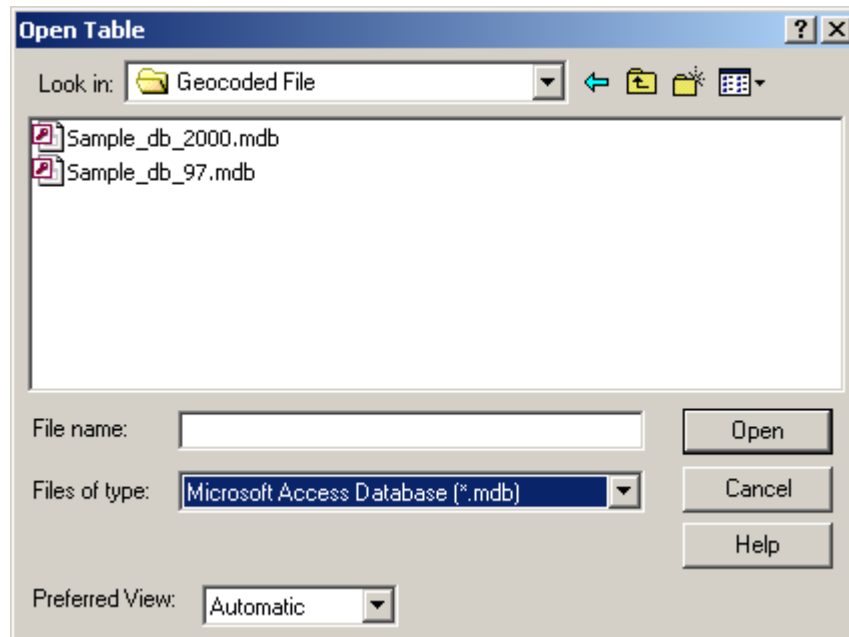 Open Table
Look in: Geocoded File
Sample_db_2000.mdb
Sample_db_97.mdb
File name: Open
Files of type: Microsoft Access Database (*.mdb) Cancel
Help
Preferred View: Automatic